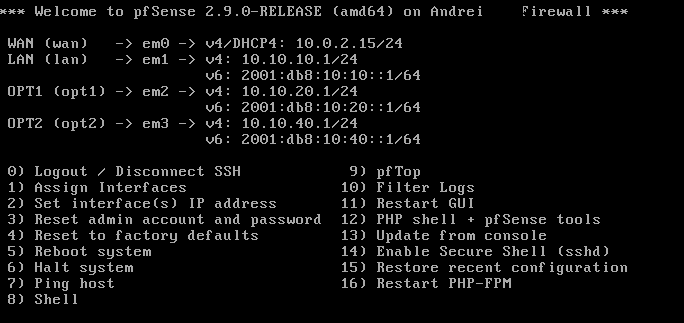 *** Welcome to pfSense 2.9.0-RELEASE (amd64) on Andrei    Firewall ***
WAN (wan)    -> em0 -> v4/DHCP4: 10.0.2.15/24
LAN (lan)    -> em1 -> v4: 10.10.10.1/24
v6: 2001:db8:10:10::1/64
OPT1 (opt1) -> em2 -> v4: 10.10.20.1/24
v6: 2001:db8:10:20::1/64
OPT2 (opt2) -> em3 -> v4: 10.10.40.1/24
v6: 2001:db8:10:40::1/64
0) Logout / Disconnect SSH            9) pfTop
1) Assign Interfaces                 10) Filter Logs
2) Set interface(s) IP address       11) Restart GUI
3) Reset admin account and password  12) PHP shell + pfSense tools
4) Reset to factory defaults         13) Update from console
5) Reboot system                     14) Enable Secure Shell (sshd)
6) Halt system                       15) Restore recent configuration
7) Ping host                         16) Restart PHP-FPM
8) Shell